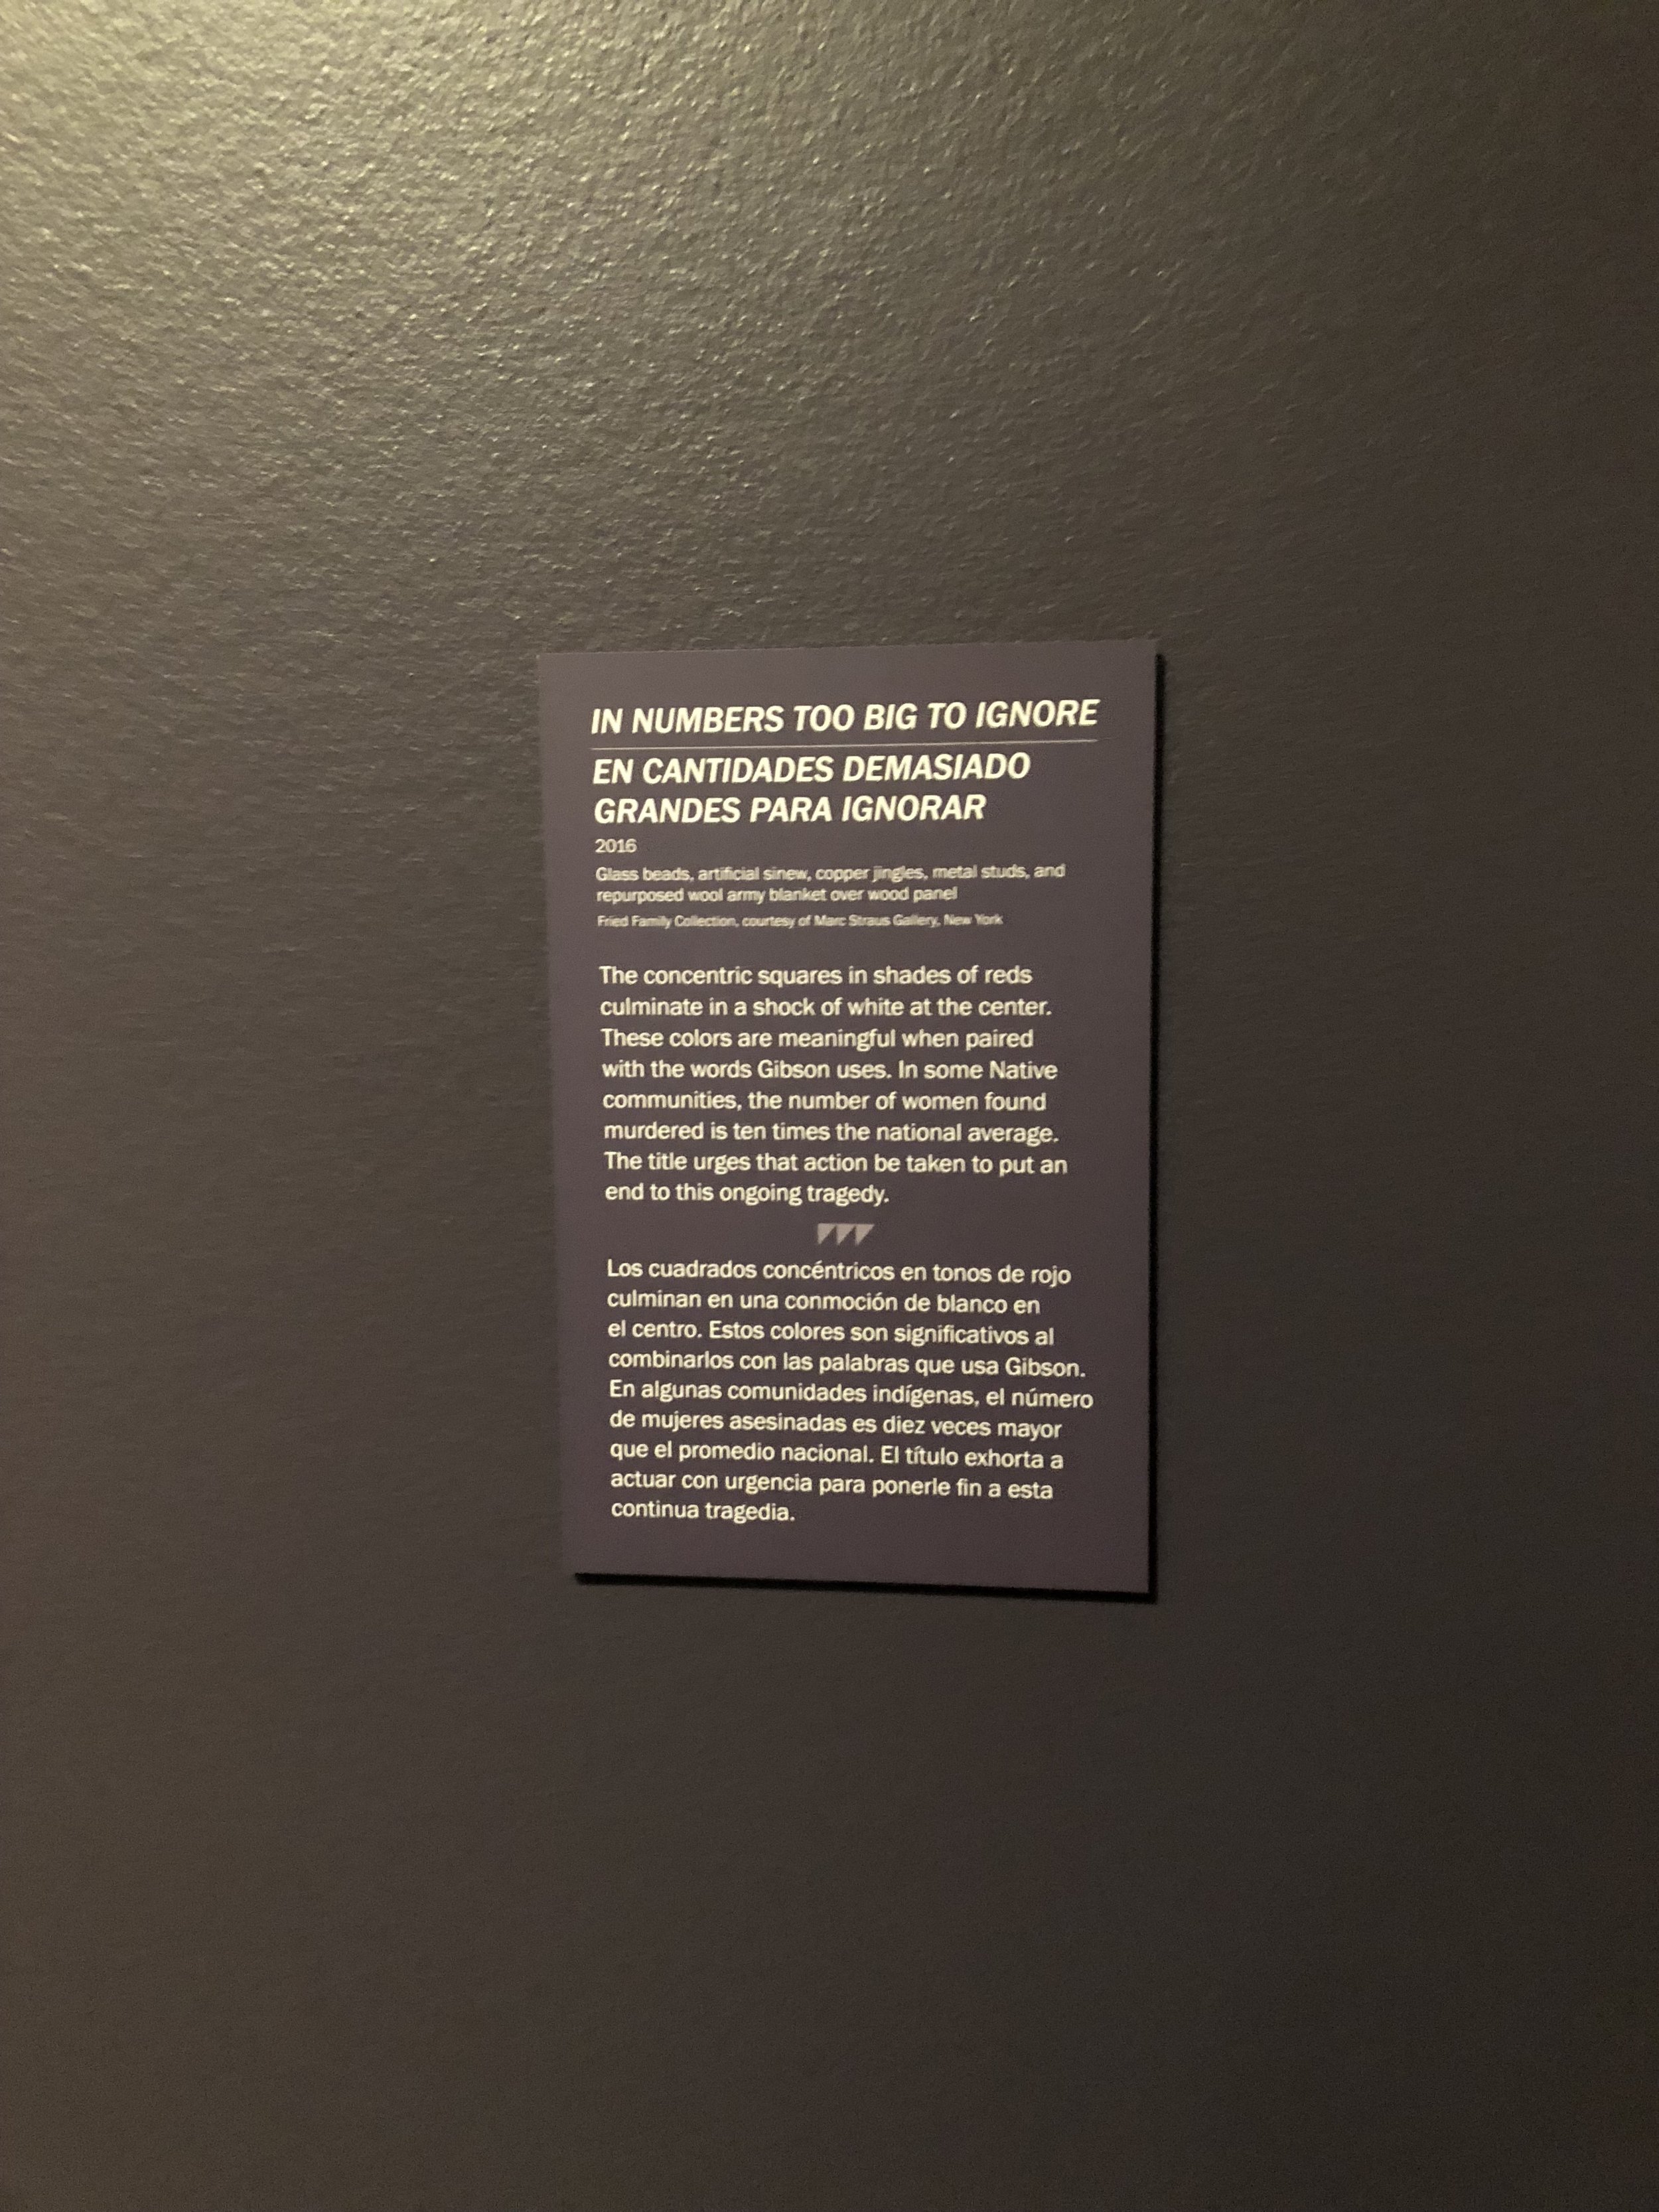 IN NUMBERS TOO BIG TO IGNORE
EN CANTIDADES DEMASIADO
GRANDES PARA IGNORAR
2016
Glass beads, artificial sinew, copper jingles, metal studs, and
repurposed wool army blanket over wood panel
Fried Family Collection, courtesy of Marc Straus Gallery, New York
The concentric squares in shades of reds
culminate in a shock of white at the center.
These colors are meaningful when paired
with the words Gibson uses. In some Native
communities, the number of women found
murdered is ten times the national average.
The title urges that action be taken to put an
end to this ongoing tragedy.
Los cuadrados concéntricos en tonos de rojo
culminan en una conmoción de blanco en
el centro. Estos colores son significativos al
combinarlos con las palabras que usa Gibson.
En algunas comunidades indígenas, el número
de mujeres asesinadas es diez veces mayor
que el promedio nacional. El título exhorta a
actuar con urgencia para ponerle fin a esta
continua tragedia.